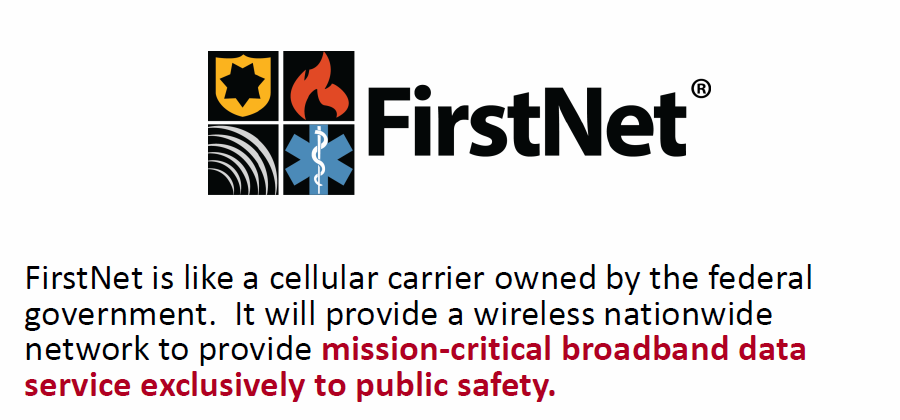 FirstNet®
FirstNet is like a cellular carrier owned by the federal
government.  It will provide a wireless nationwide
network to provide mission-critical broadband data
service exclusively to public safety.